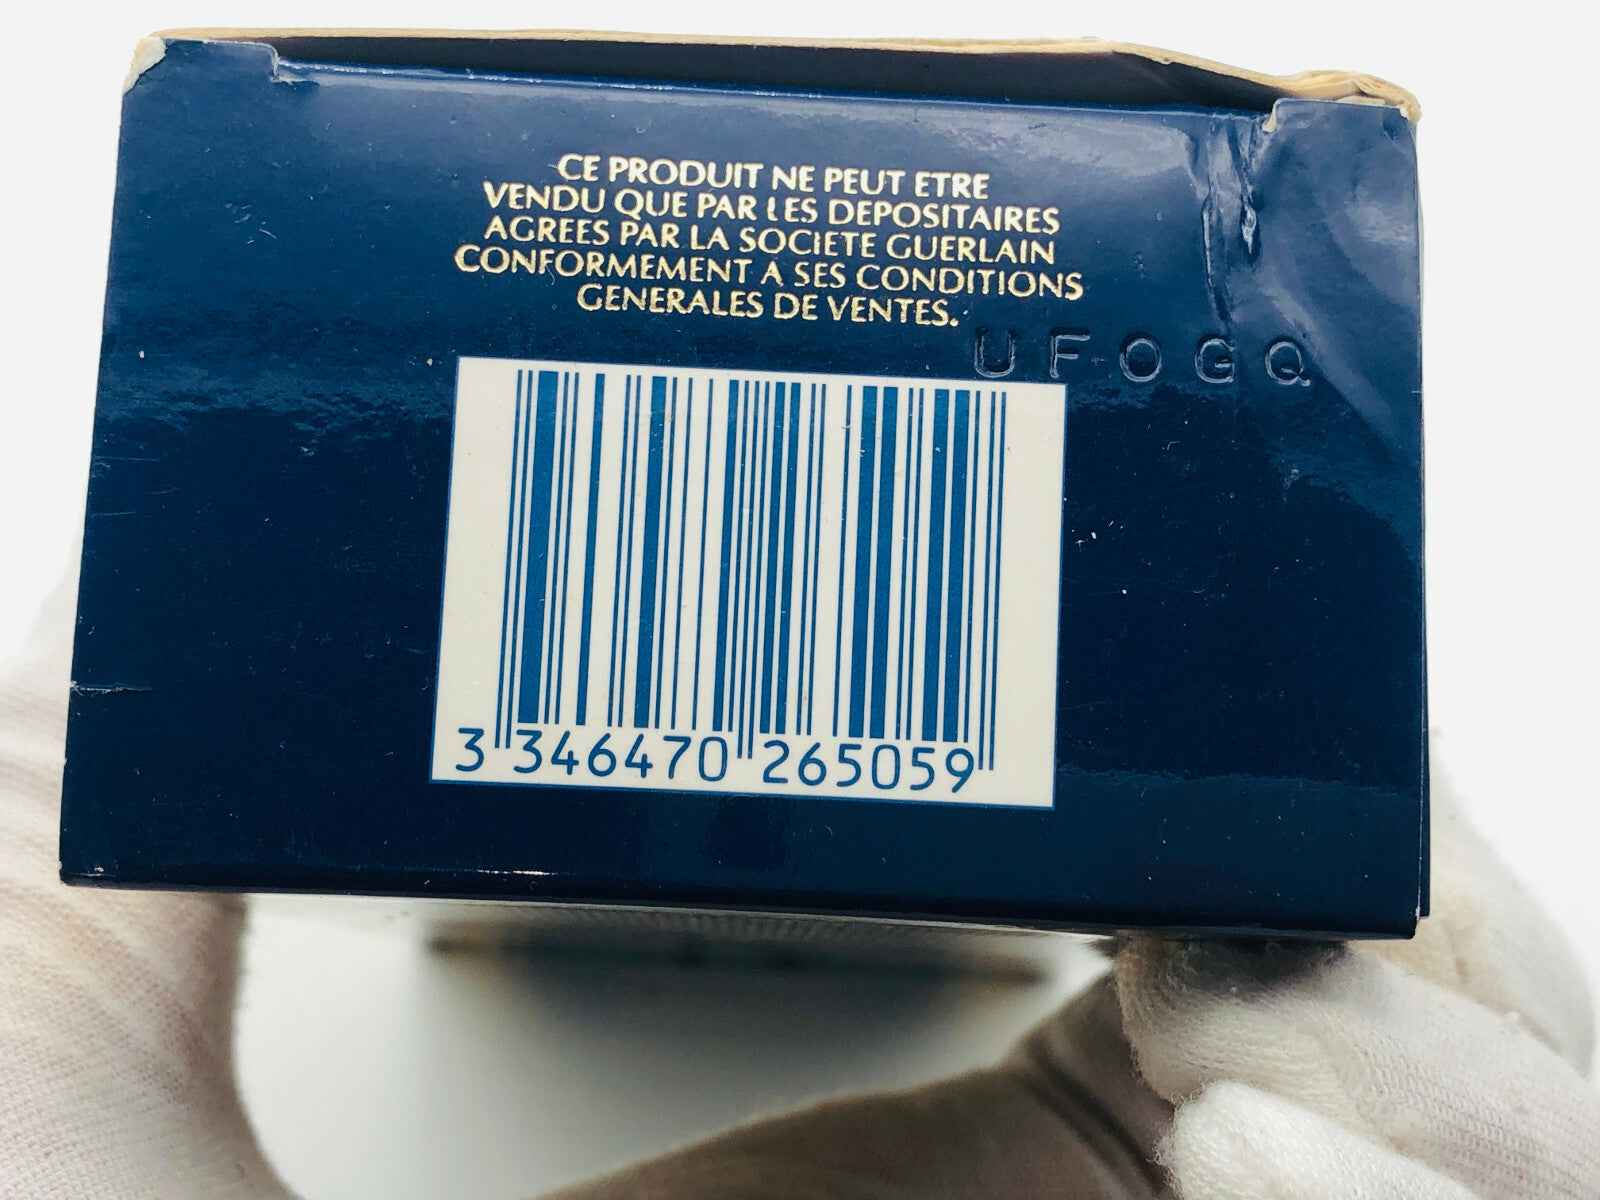 CE PRODUIT NE PEUT ETRE
VENDU QUE PAR LES DEPOSITAIRES
AGREES PAR LA SOCIETE GUERLAIN
CONFORMEMENT A SES CONDITIONS
GENERALES DE VENTES.
UFOGQ
3 346470 265059